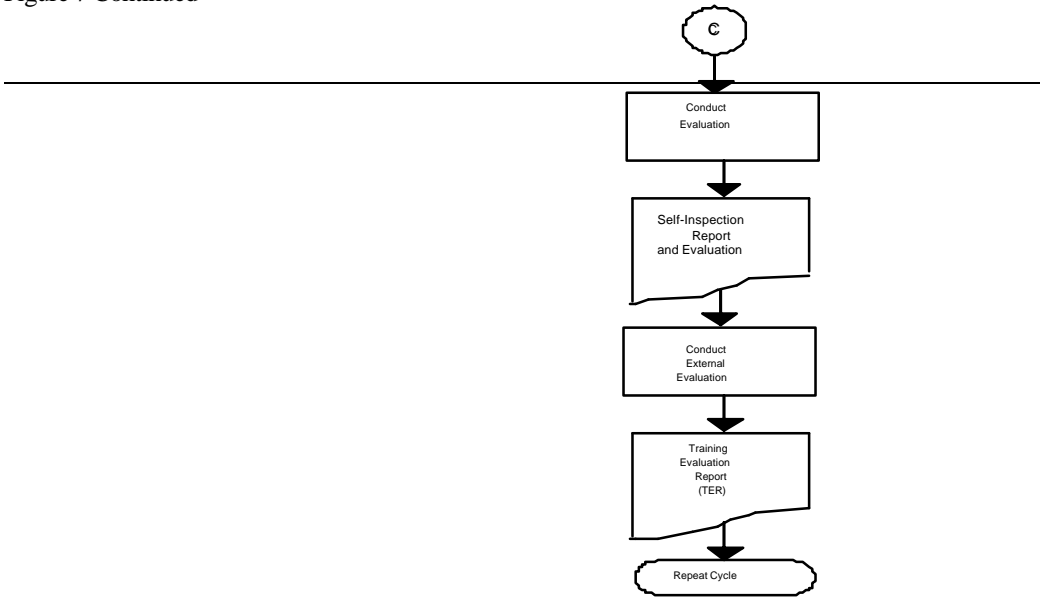 Figure 7 Continued
C
Conduct
Evaluation
Self-Inspection
Report
and Evaluation
Conduct
External
Evaluation
Training
Evaluation
Report
(TER)
Repeat Cycle